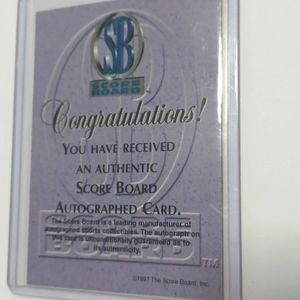 SB
SCORE
BOARD
Congratulations!
YOU HAVE RECEIVED
AN AUTHENTIC
SCORE BOARD
AUTOGRAPHED CARD.
The Score Board is a leading manufacturer of
autographed sports collectibles. The autograph on
this card is unconditionally guaranteed as to
its authenticity.
BOARD
TM
©1997 The Score Board, Inc.